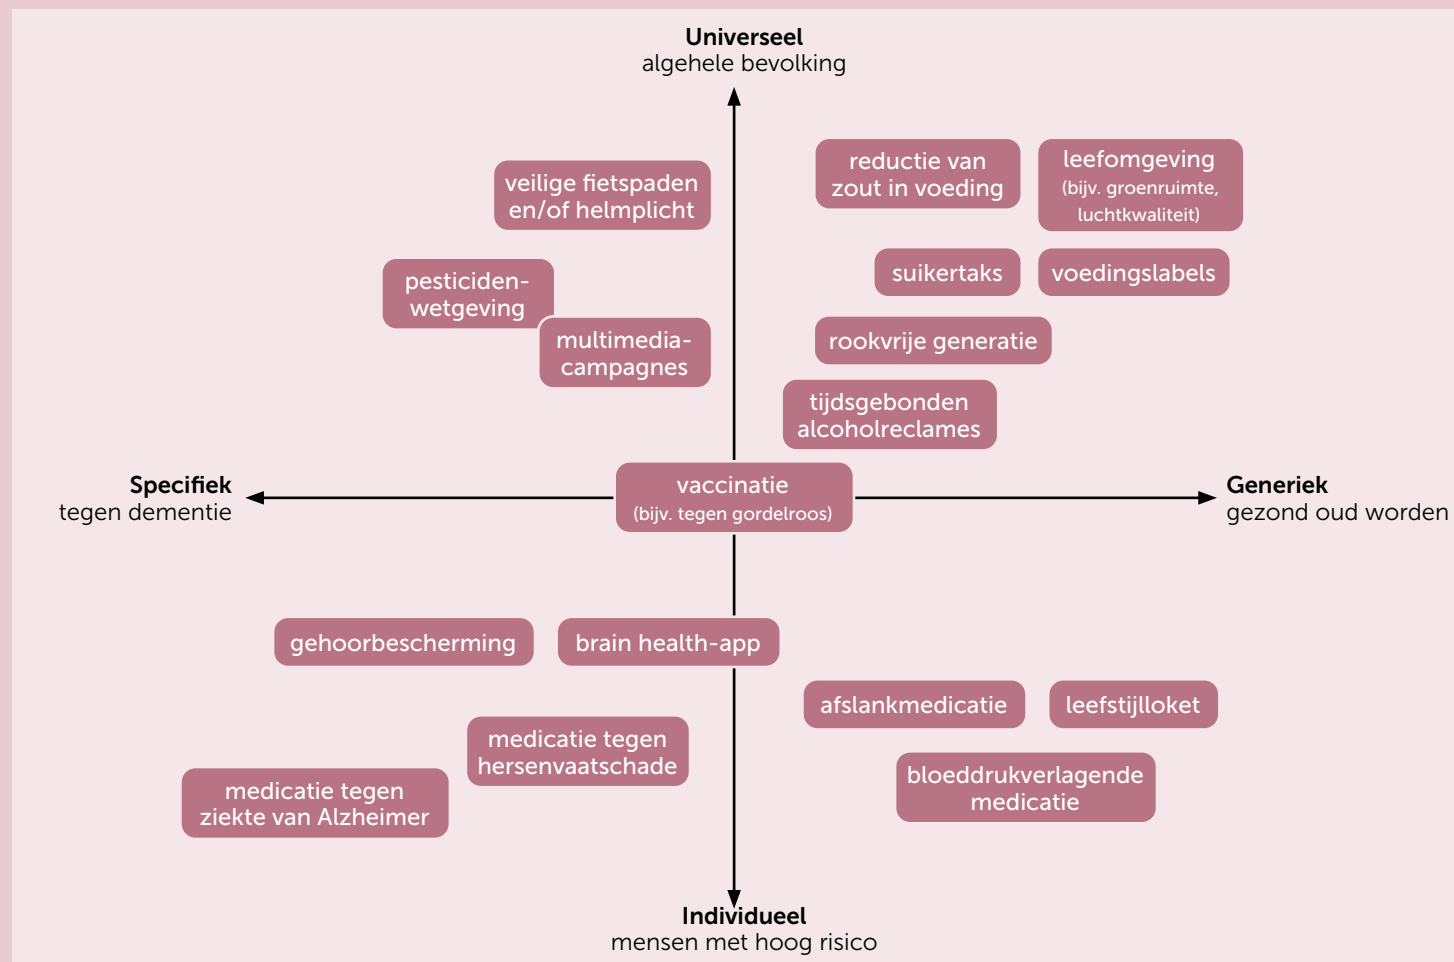 Universeel
algehele bevolking
reductie van
zout in voeding
leefomgeving
(bijv. groenruimte,
luchtkwaliteit)
veilige fietspaden
en/of helmplicht
suikertaks
voedingslabels
pesticiden-
wetgeving
multimedia-
campagnes
rookvrije generatie
tijdsgebonden
alcoholreclames
Specifiek
tegen dementie
vaccinatie
(bijv. tegen gordelroos)
Generiek
gezond oud worden
gehoorbescherming
brain health-app
afslankmedicatie
leefstijlloket
medicatie tegen
hersenvaatschade
medicatie tegen
ziekte van Alzheimer
bloeddrukverlagende
medicatie
Individueel
mensen met hoog risico